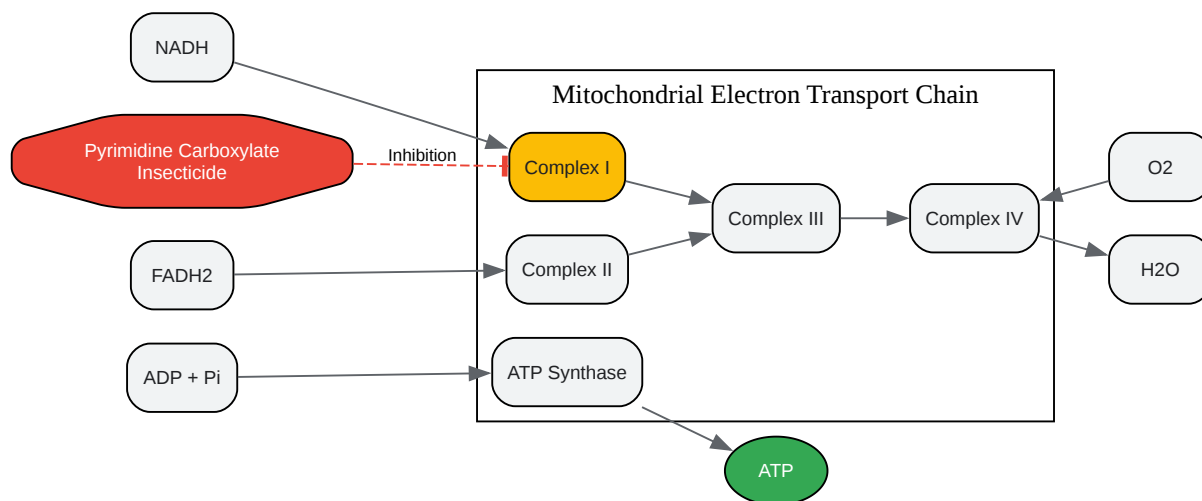 NADH
Mitochondrial Electron Transport Chain
Pyrimidine Carboxylate
Insecticide
Inhibition
Complex I
O2
Complex III
Complex IV
FADH2
Complex II
H2O
ADP + Pi
ATP Synthase
ATP